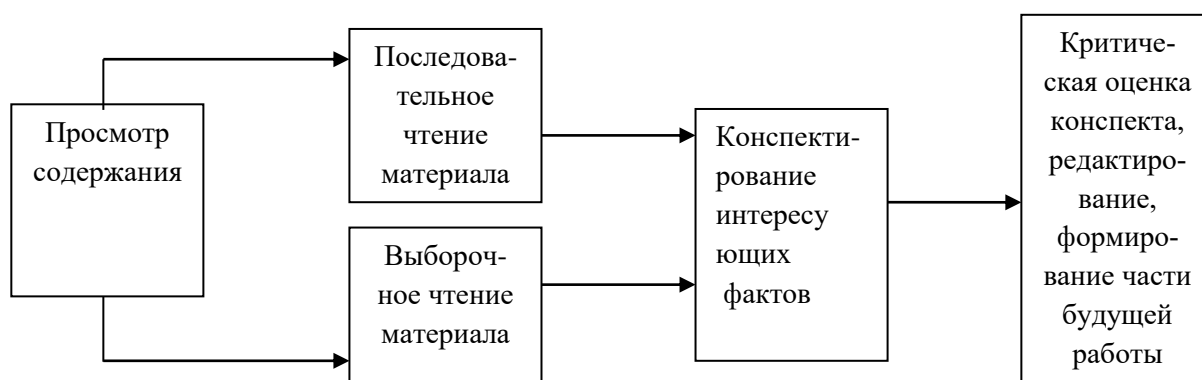 Просмотр
содержания
Последова-
тельное
чтение
материала
Выбороч-
ное чтение
материала
Конспекти-
рование
интересу
ющих
фактов
Критиче-
ская оценка
конспекта,
редактиро-
вание,
формиро-
вание части
будущей
работы